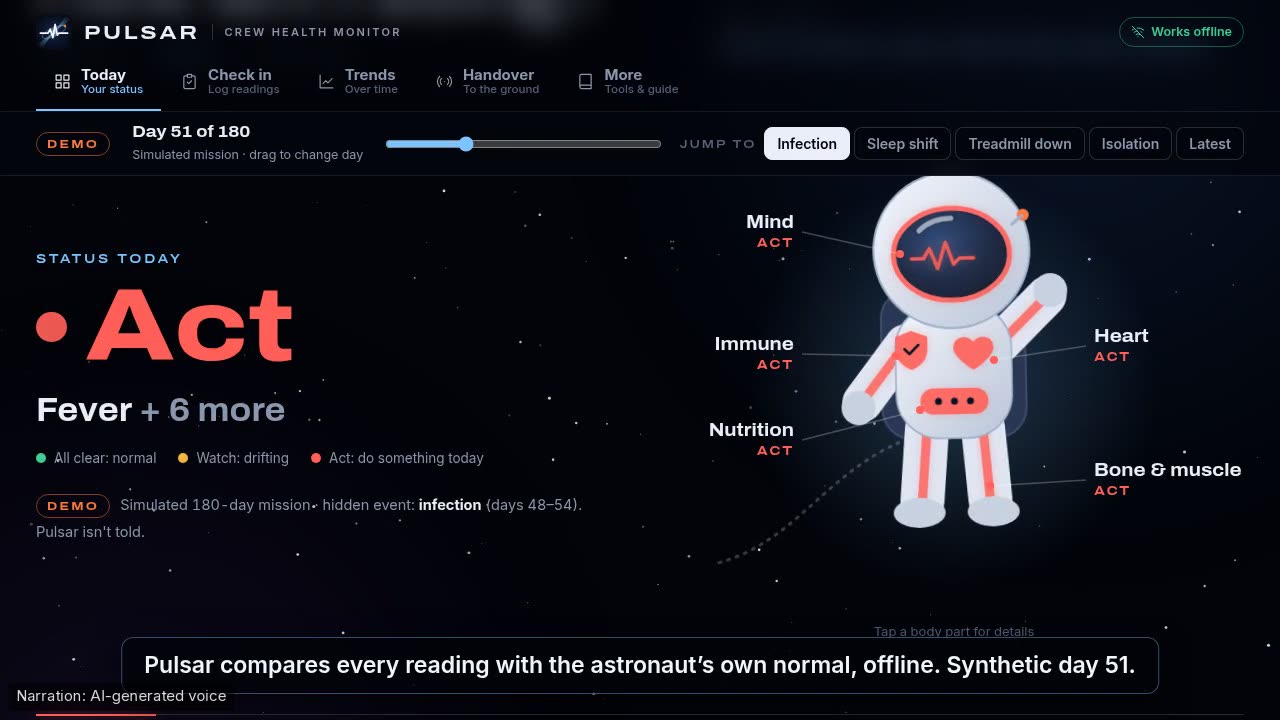 PULSAR
CREW HEALTH MONITOR
Works offline
Today
Your status
Check in
Log readings
Trends
Over time
Handover
To the ground
More
Tools & guide
DEMO
Day 51 of 180
Simulated mission · drag to change day
JUMP TO
Infection
Sleep shift
Treadmill down
Isolation
Latest
STATUS TODAY
Act
Fever + 6 more
All clear: normal
Watch: drifting
Act: do something today
DEMO Simulated 180-day mission · hidden event: infection (days 48–54).
Pulsar isn't told.
Mind
ACT
Immune
ACT
Nutrition
ACT
Heart
ACT
Bone & muscle
ACT
Tap a body part for details
Pulsar compares every reading with the astronaut’s own normal, offline. Synthetic day 51.
Narration: AI-generated voice